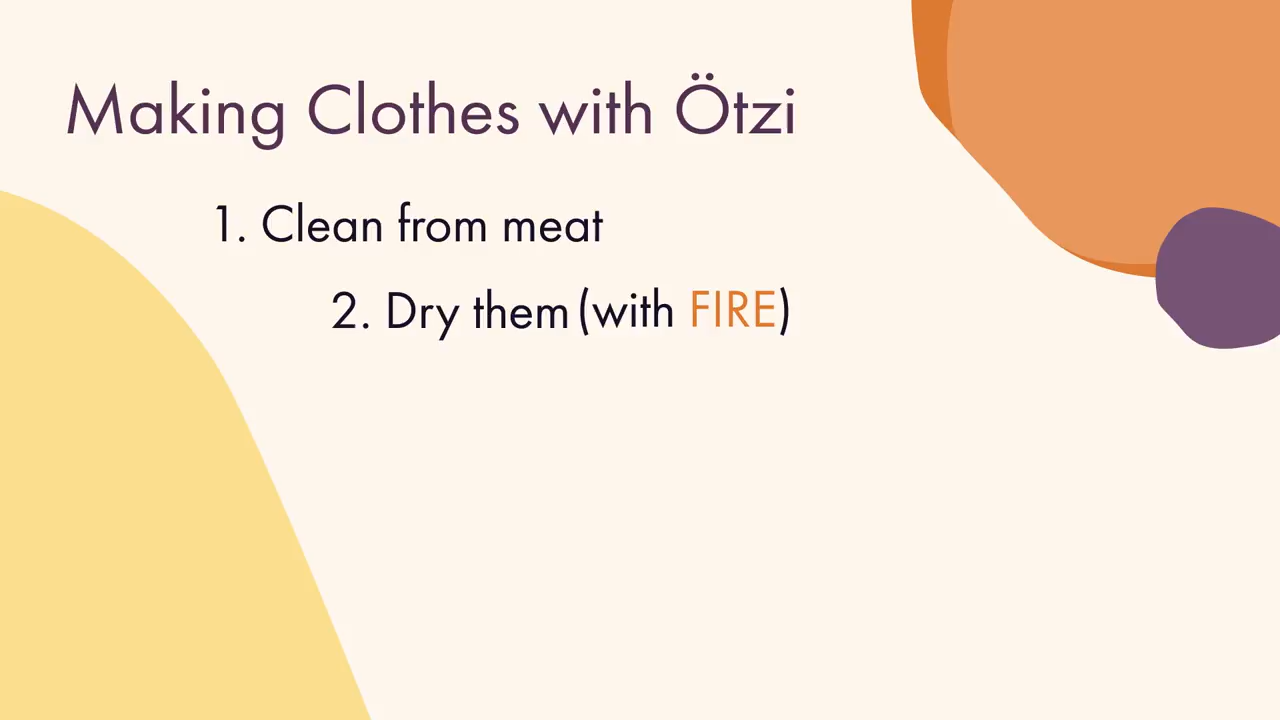 Making Clothes with Ötzi
1. Clean from meat
2. Dry them (with FIRE)